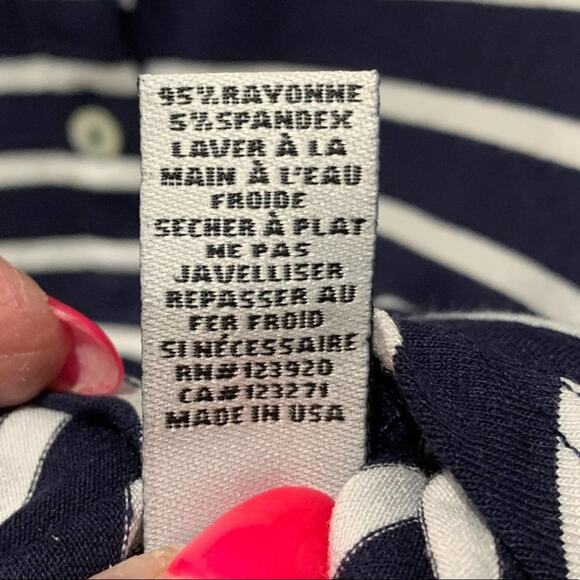 95% RAYONNE
5% SPANDEX
LAVER À LA
MAIN À L'EAU
FROIDE
SECHER À PLAT
NE PAS
JAVELLISER
REPASSER AU
FER FROID
SI NÉCESSAIRE
RN# 123920
CA# 123271
MADE IN USA